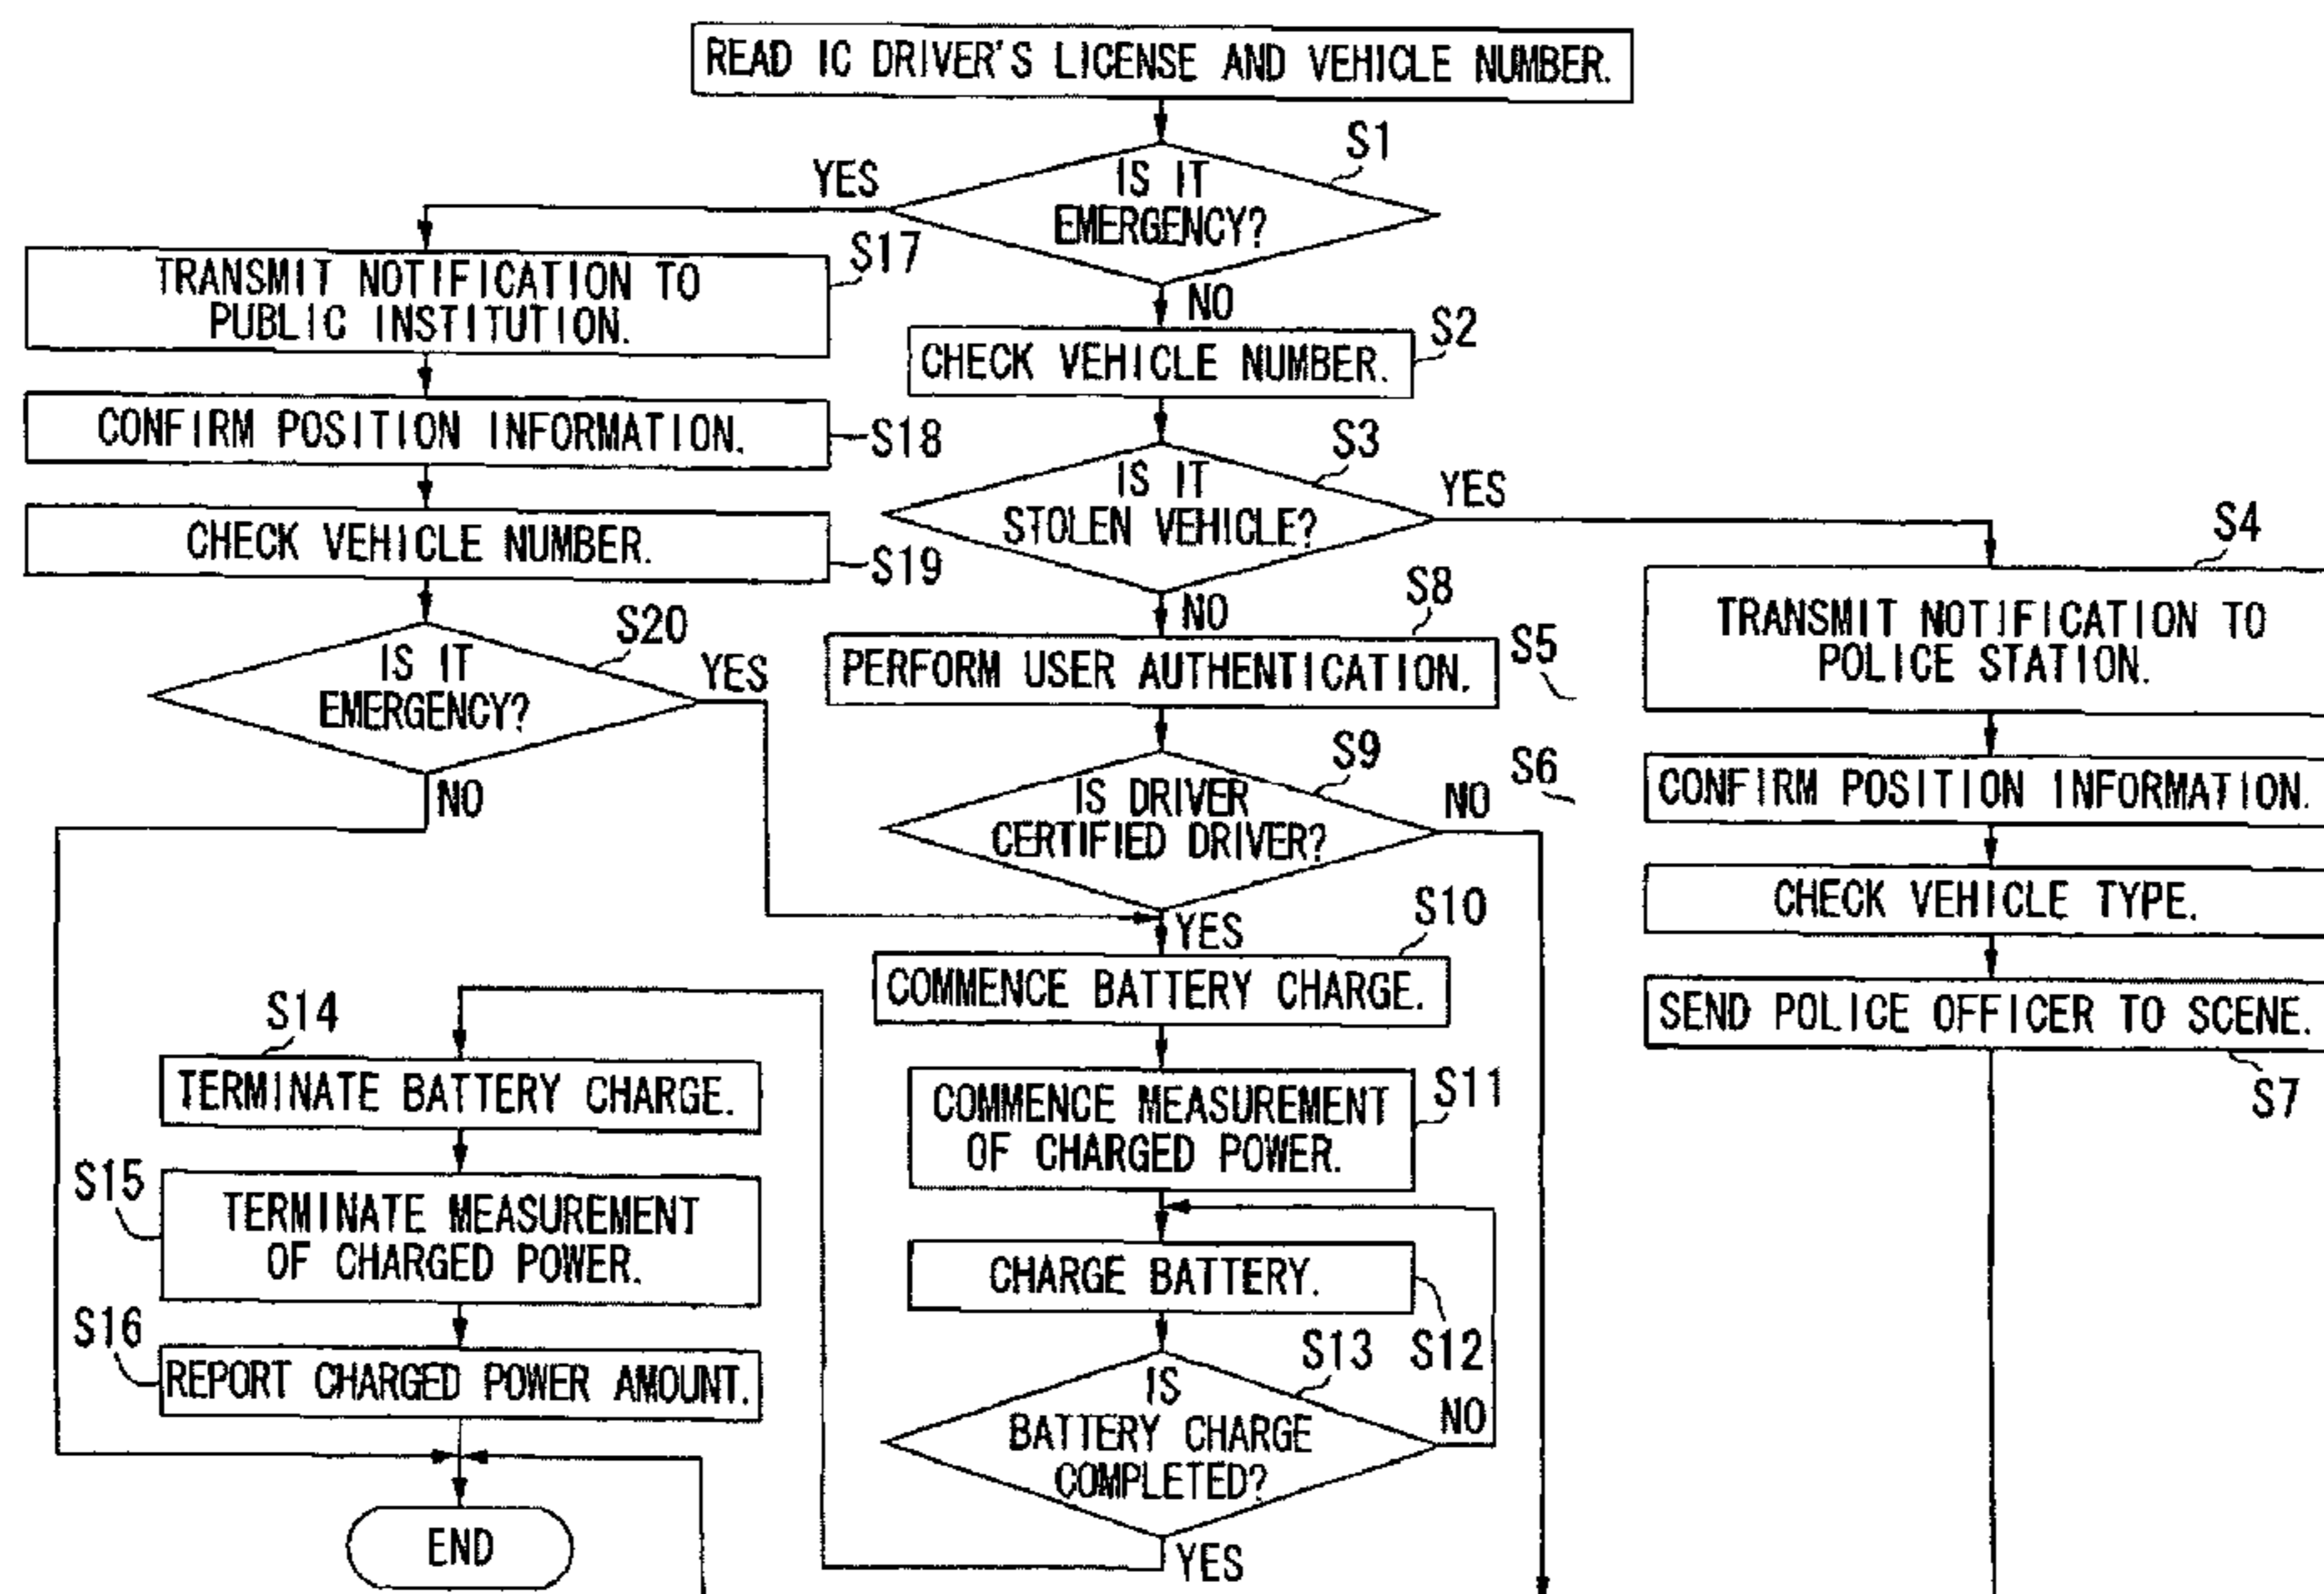 READ IC DRIVER'S LICENSE AND VEHICLE NUMBER.
S1
YES
IS IT
EMERGENCY?
NO
S17
TRANSMIT NOTIFICATION TO
PUBLIC INSTITUTION.
S2
CHECK VEHICLE NUMBER.
CONFIRM POSITION INFORMATION.
S18
S3
IS IT
STOLEN VEHICLE?
YES
NO
CHECK VEHICLE NUMBER.
S19
S4
TRANSMIT NOTIFICATION TO
POLICE STATION.
S8
PERFORM USER AUTHENTICATION.
S5
S20
IS IT
EMERGENCY?
YES
NO
S9
IS DRIVER
CERTIFIED DRIVER?
NO
YES
S6
CONFIRM POSITION INFORMATION.
CHECK VEHICLE TYPE.
SEND POLICE OFFICER TO SCENE.
S7
S10
COMMENCE BATTERY CHARGE.
S11
COMMENCE MEASUREMENT
OF CHARGED POWER.
CHARGE BATTERY.
S12
S13
IS
BATTERY CHARGE
COMPLETED?
NO
YES
S14
TERMINATE BATTERY CHARGE.
S15
TERMINATE MEASUREMENT
OF CHARGED POWER.
S16
REPORT CHARGED POWER AMOUNT.
END